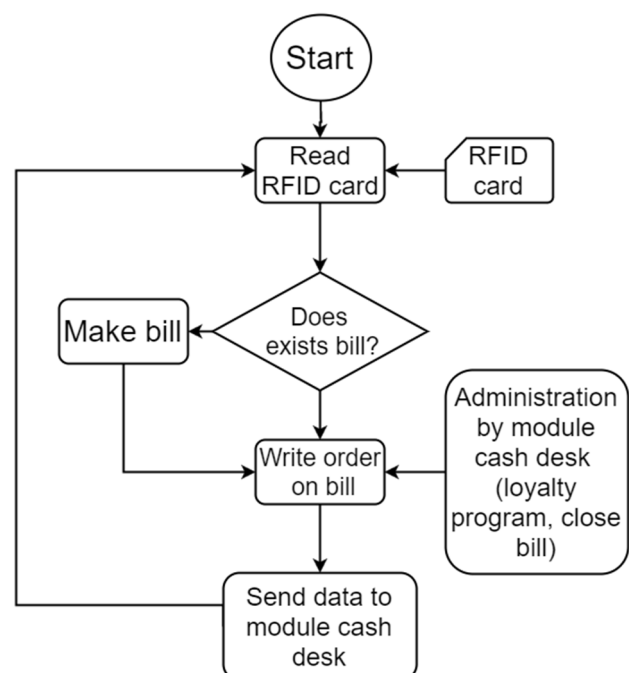 Start
Read
RFID card
RFID
card
Does
exists bill?
Make bill
Administration
by module
cash desk
(loyalty
program, close
bill)
Write order
on bill
Send data to
module cash
desk